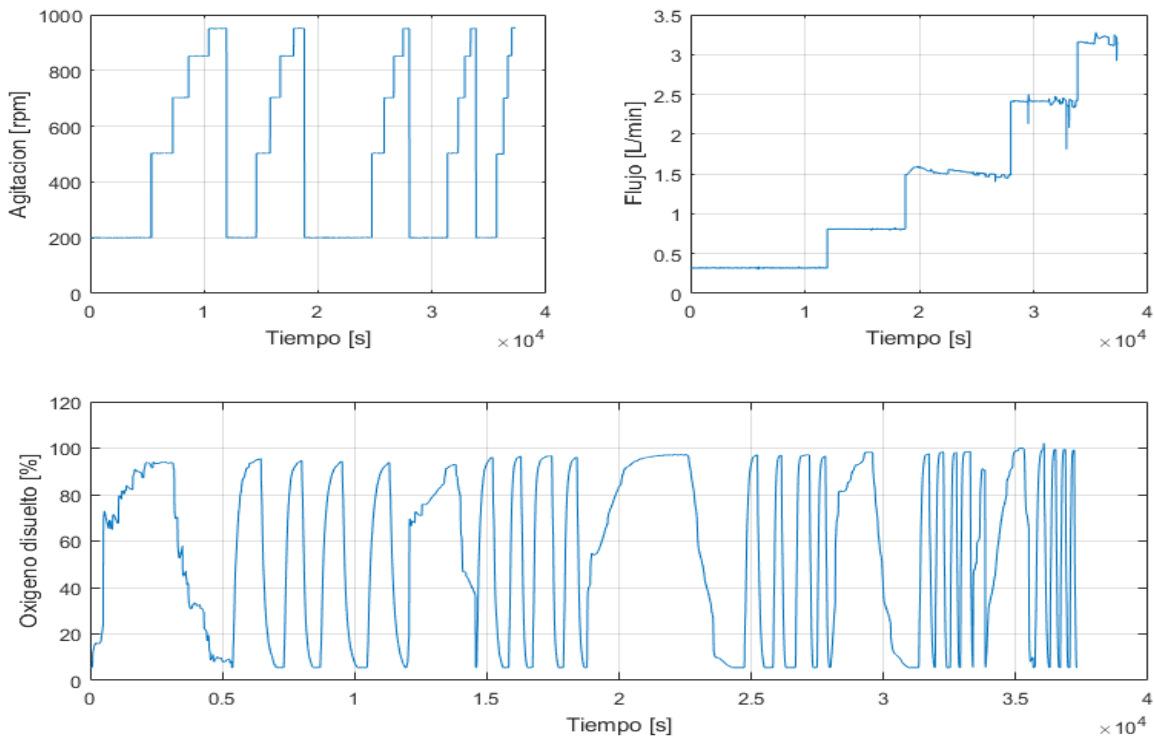 1000
800
600
400
200
0
Agitacion [rpm]
0 1 2 3 4
Tiempo [s]
× 10^4
3.5
3
2.5
2
1.5
1
0.5
0
Flujo [L/min]
0 1 2 3 4
Tiempo [s]
× 10^4
120
100
80
60
40
20
0
Oxigeno disuelto [%]
0 0.5 1 1.5 2 2.5 3 3.5 4
Tiempo [s]
× 10^4